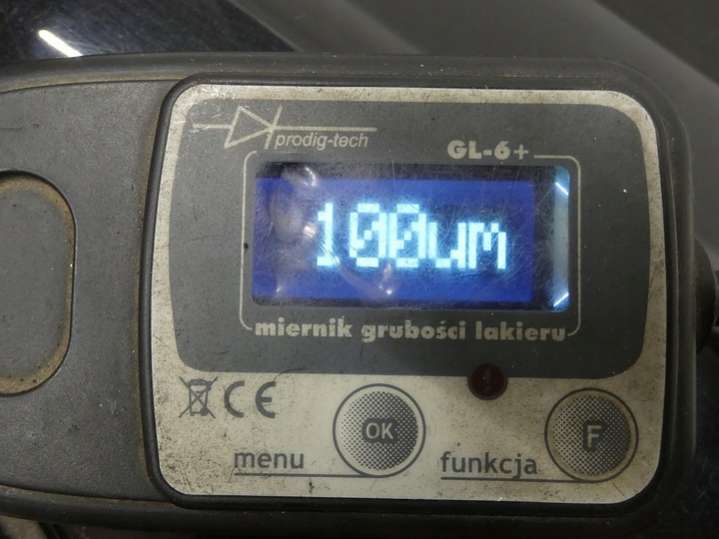 prodig-tech
GL-6+
100um
miernik grubości lakieru
CE
OK
F
menu
funkcja